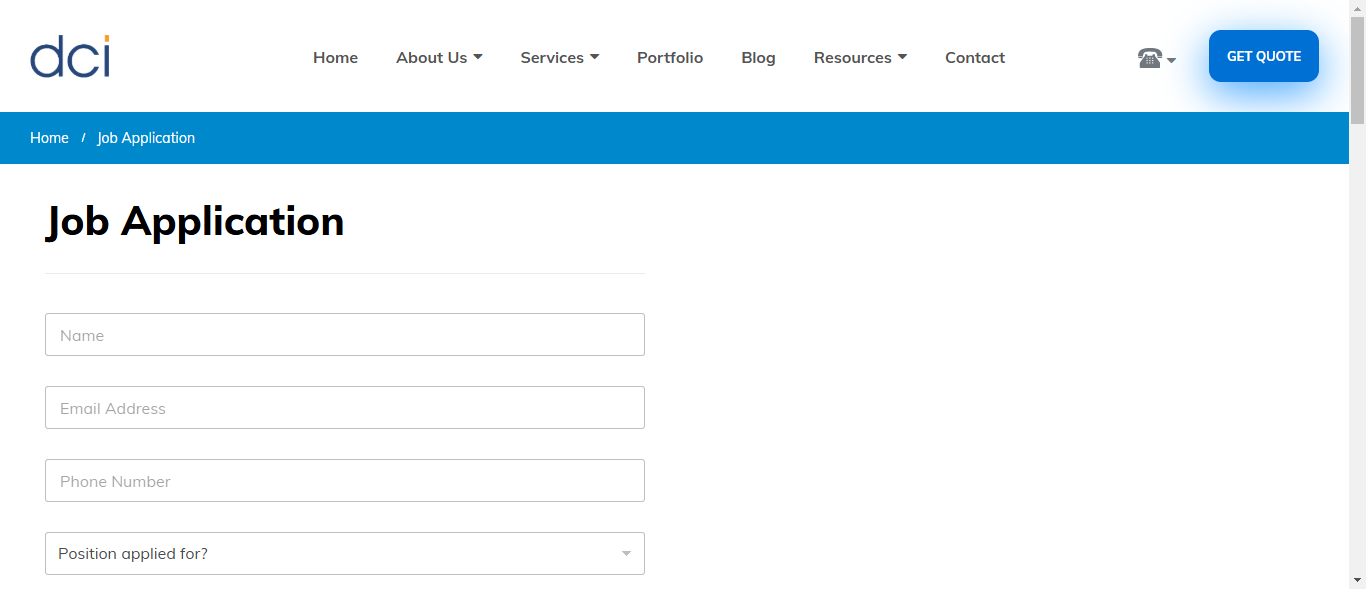 dci
Home About Us Services Portfolio Blog Resources Contact GET QUOTE
Home / Job Application
Job Application
Name
Email Address
Phone Number
Position applied for?